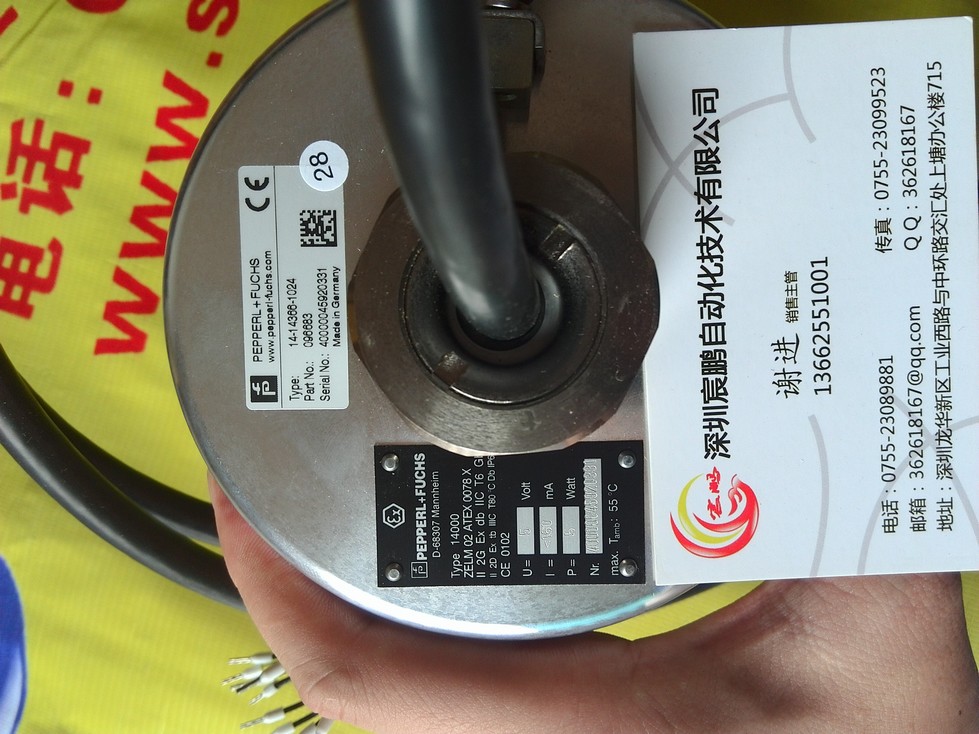 电话：
www.s
28
CE
PEPPERL+FUCHS
www.pepperl-fuchs.com
Type: 14-14366-1024
Part No.: 096683
Serial No.: 40000045920331
Made in Germany
Ex
PEPPERL+FUCHS
D-68307 Mannheim
Type 14000
ZELM 02 ATEX 0078 X
II 2G Ex db IIC T6 G
II 2D Ex tb IIIC T80°C Db IP6
CE 0102
U = Volt
I = mA
P = Watt
Nr.
max. Tamb: 55 °C
深圳宸鹏自动化技术有限公司
谢进 销售主管
13662551001
电话：0755-23089881 传真：0755-23099523
邮箱：362618167@qq.com Q Q：362618167
地址：深圳龙华新区工业西路与中环路交汇处上塘办公楼715